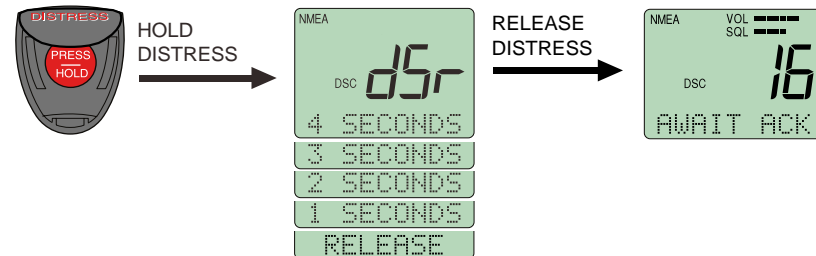 DISTRESS
PRESS
HOLD
HOLD
DISTRESS
NMEA
DSC dSr
4 SECONDS
3 SECONDS
2 SECONDS
1 SECONDS
RELEASE
RELEASE
DISTRESS
NMEA VOL
SQL
DSC 16
AWAIT ACK